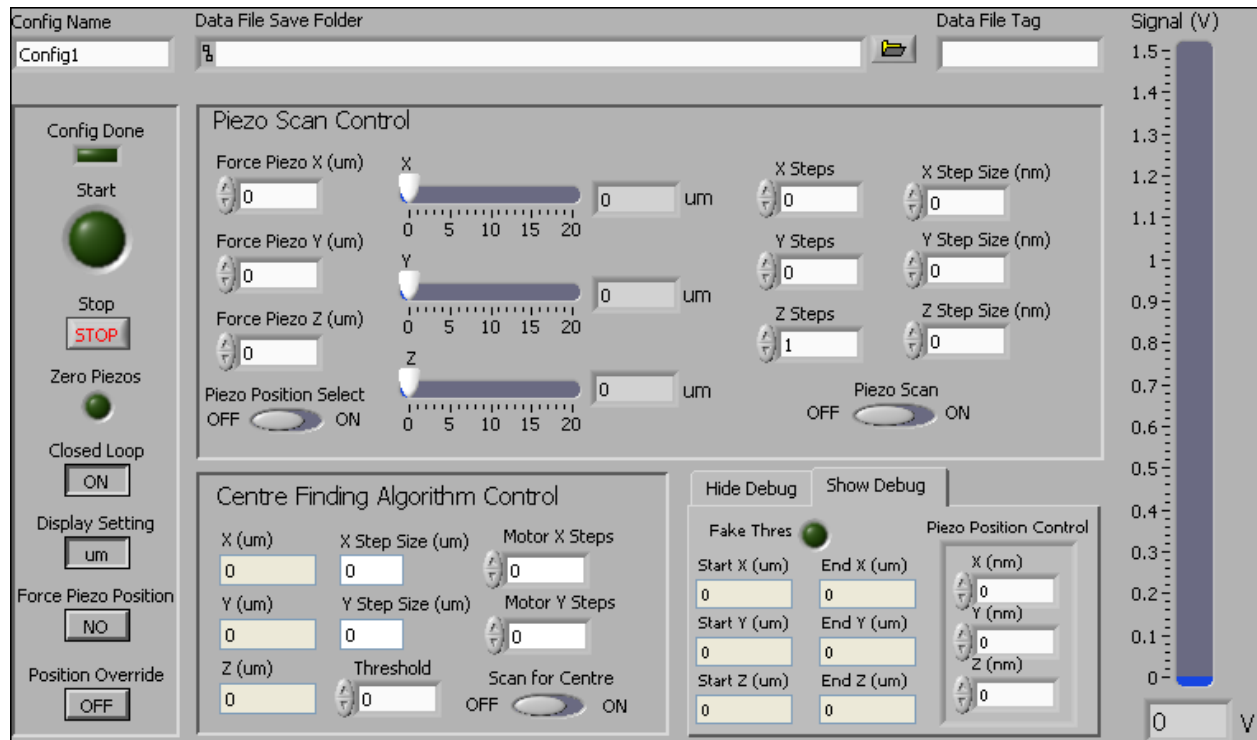 Config Name
Data File Save Folder
Data File Tag
Signal (V)
Config1
Config Done
Start
Stop
STOP
Zero Piezos
Closed Loop
ON
Display Setting
um
Force Piezo Position
NO
Position Override
OFF
Piezo Scan Control
Force Piezo X (um)
0
Force Piezo Y (um)
0
Force Piezo Z (um)
0
Piezo Position Select
OFF ON
X
0 um
0 5 10 15 20
Y
0 um
0 5 10 15 20
Z
0 um
0 5 10 15 20
X Steps X Step Size (nm)
0 0
Y Steps Y Step Size (nm)
0 0
Z Steps Z Step Size (nm)
1 0
Piezo Scan
OFF ON
Centre Finding Algorithm Control
X (um) X Step Size (um) Motor X Steps
0 0 0
Y (um) Y Step Size (um) Motor Y Steps
0 0 0
Z (um) Threshold Scan for Centre
0 0 OFF ON
Hide Debug Show Debug
Fake Thres
Start X (um) End X (um)
0 0
Start Y (um) End Y (um)
0 0
Start Z (um) End Z (um)
0 0
Piezo Position Control
X (nm)
0
Y (nm)
0
Z (nm)
0
1.5
1.4
1.3
1.2
1.1
1
0.9
0.8
0.7
0.6
0.5
0.4
0.3
0.2
0.1
0
0 V